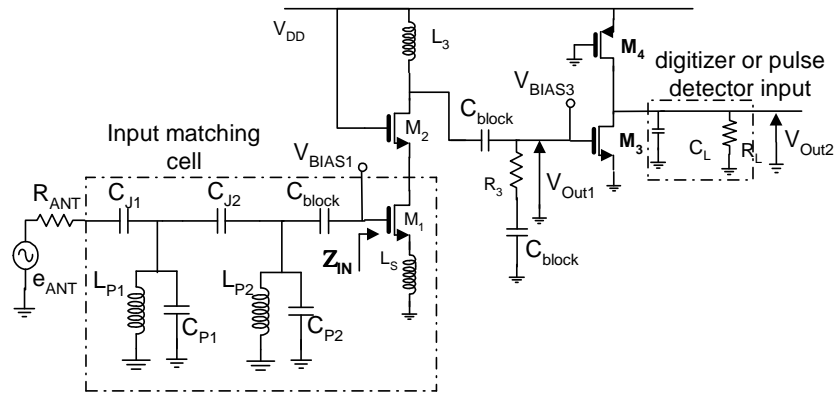 V_DD
L_3
M_4
digitizer or pulse
detector input
V_BIAS3
C_block
M_2
M_3
Input matching
cell
V_BIAS1
R_3
V_Out1
C_L
R_L
V_Out2
R_ANT
C_J1
C_J2
C_block
M_1
C_block
Z_IN
L_S
e_ANT
L_P1
L_P2
C_P1
C_P2